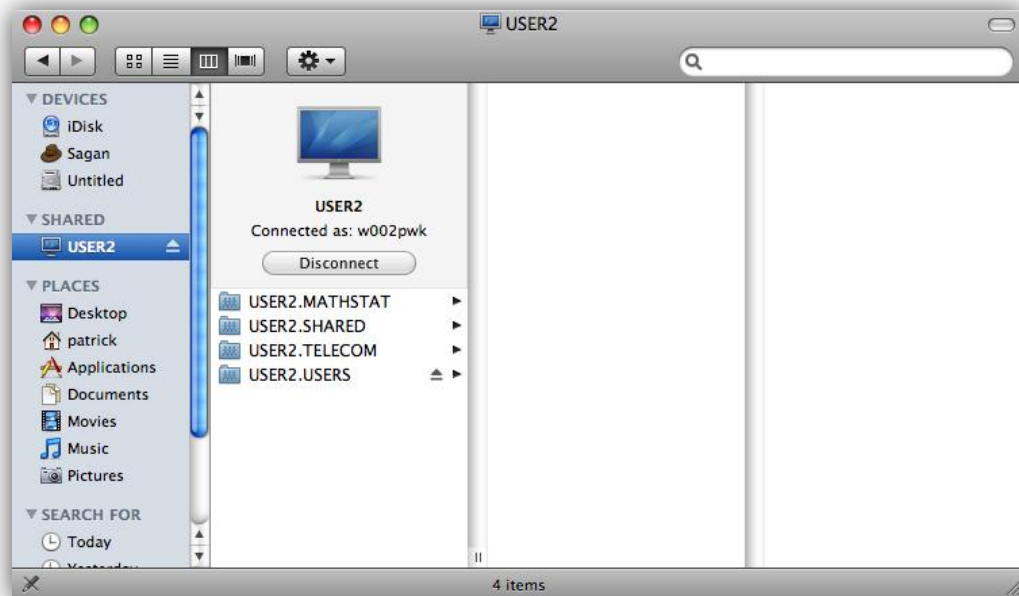 USER2
DEVICES
iDisk
Sagan
Untitled
SHARED
USER2
PLACES
Desktop
patrick
Applications
Documents
Movies
Music
Pictures
SEARCH FOR
Today
Yesterday
USER2
Connected as: w002pwk
Disconnect
USER2.MATHSTAT
USER2.SHARED
USER2.TELECOM
USER2.USERS
4 items